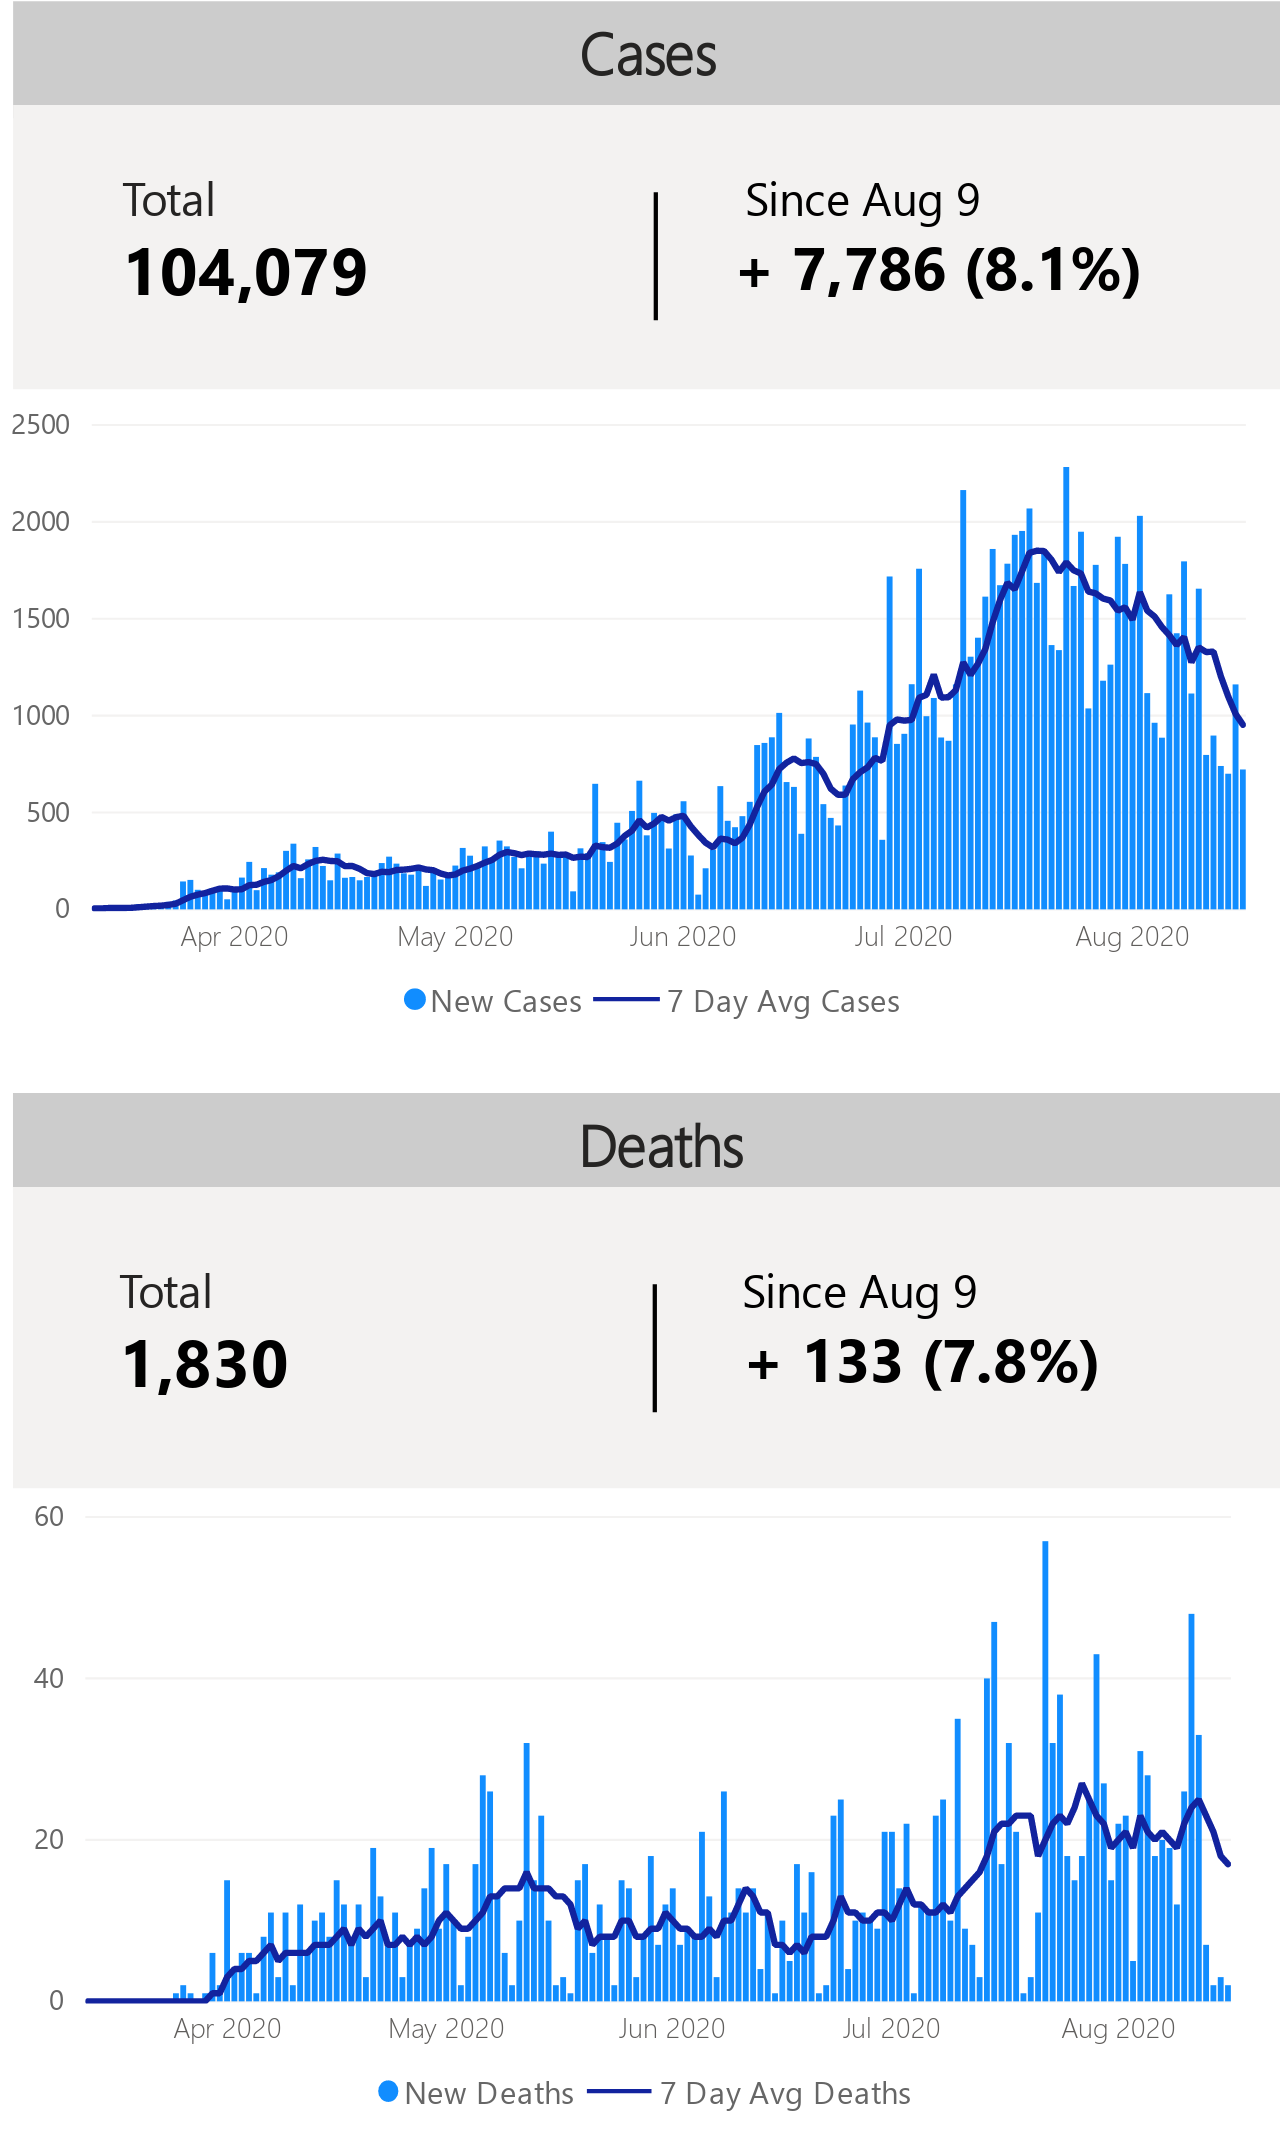 Cases
Total
104,079
Since Aug 9
+ 7,786 (8.1%)
2500
2000
1500
1000
500
0
Apr 2020 May 2020 Jun 2020 Jul 2020 Aug 2020
New Cases 7 Day Avg Cases
Deaths
Total
1,830
Since Aug 9
+ 133 (7.8%)
60
40
20
0
Apr 2020 May 2020 Jun 2020 Jul 2020 Aug 2020
New Deaths 7 Day Avg Deaths